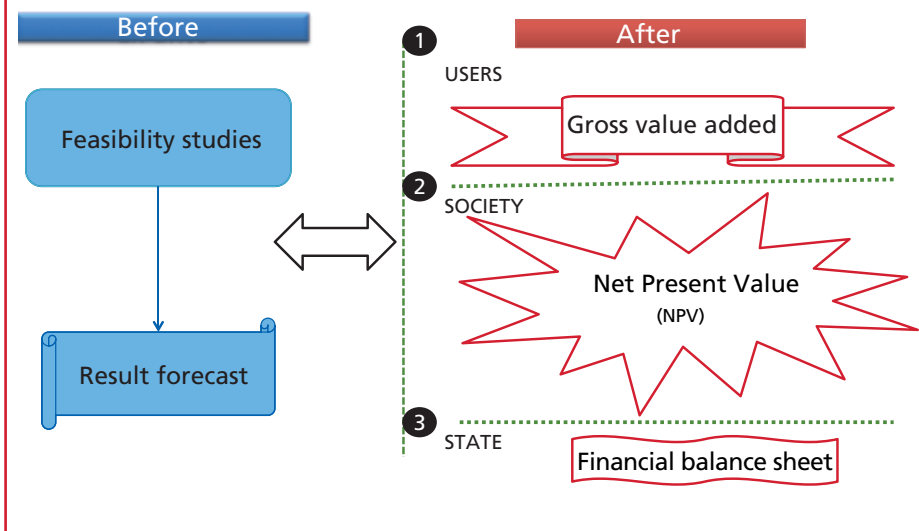 Before
Feasibility studies
Result forecast
After
1
USERS
Gross value added
2
SOCIETY
Net Present Value
(NPV)
3
STATE
Financial balance sheet